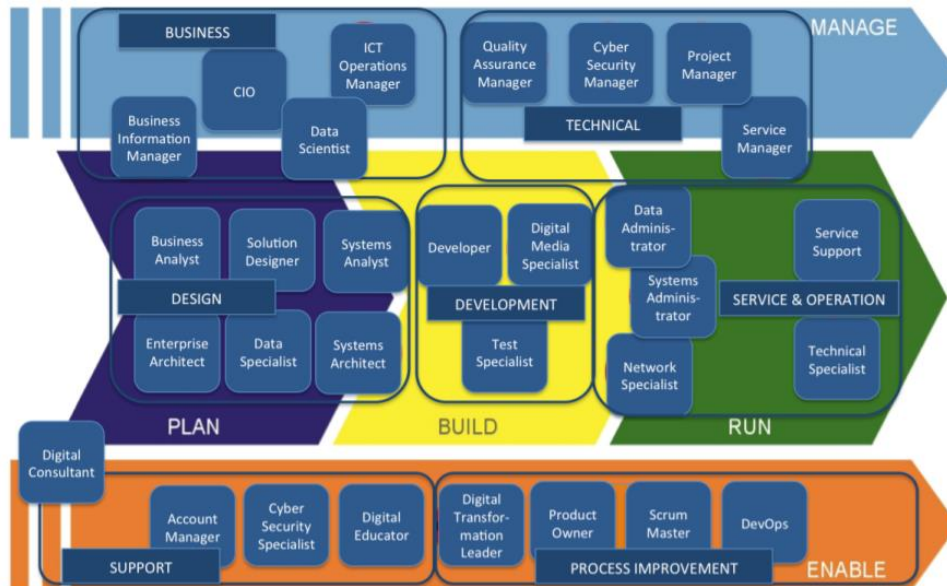 BUSINESS
ICT
Operations
Manager
CIO
Business
Information
Manager
Data
Scientist
Quality
Assurance
Manager
Cyber
Security
Manager
Project
Manager
TECHNICAL
Service
Manager
MANAGE
Business
Analyst
Solution
Designer
Systems
Analyst
DESIGN
Enterprise
Architect
Data
Specialist
Systems
Architect
PLAN
Developer
Digital
Media
Specialist
DEVELOPMENT
Test
Specialist
BUILD
Data
Adminis-
trator
Systems
Adminis-
trator
Network
Specialist
Service
Support
SERVICE & OPERATION
Technical
Specialist
RUN
Digital
Consultant
Account
Manager
Cyber
Security
Specialist
Digital
Educator
SUPPORT
Digital
Transfor-
mation
Leader
Product
Owner
Scrum
Master
DevOps
PROCESS IMPROVEMENT
ENABLE